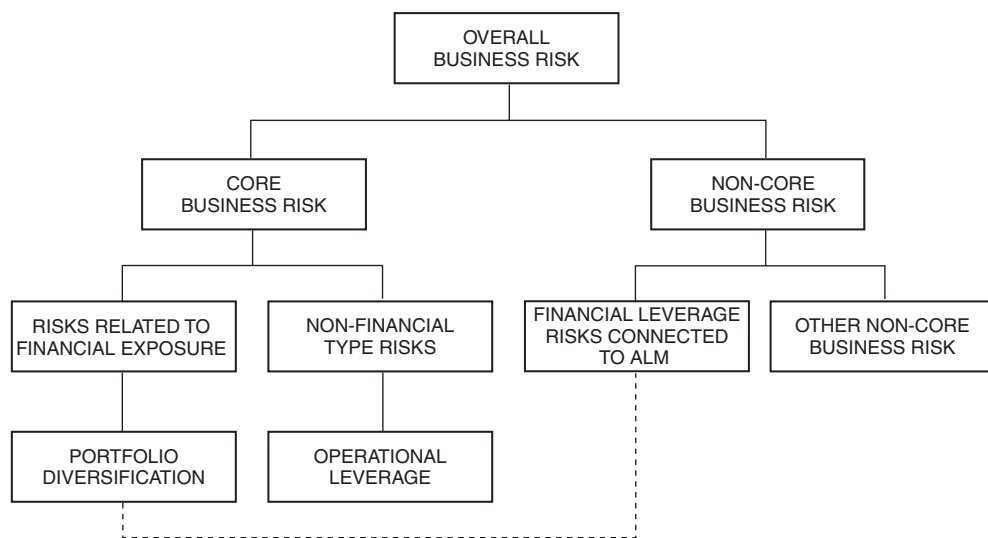 OVERALL
BUSINESS RISK
CORE
BUSINESS RISK
NON-CORE
BUSINESS RISK
RISKS RELATED TO
FINANCIAL EXPOSURE
NON-FINANCIAL
TYPE RISKS
FINANCIAL LEVERAGE
RISKS CONNECTED
TO ALM
OTHER NON-CORE
BUSINESS RISK
PORTFOLIO
DIVERSIFICATION
OPERATIONAL
LEVERAGE